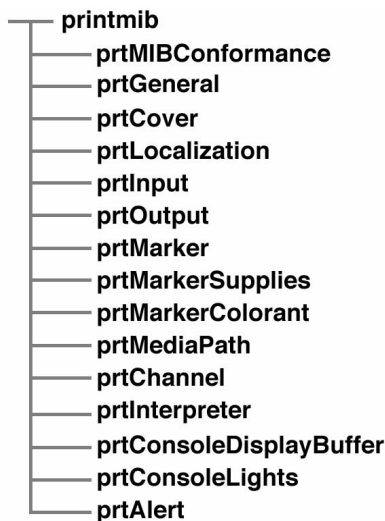 printmib
prtMIBConformance
prtGeneral
prtCover
prtLocalization
prtInput
prtOutput
prtMarker
prtMarkerSupplies
prtMarkerColorant
prtMediaPath
prtChannel
prtInterpreter
prtConsoleDisplayBuffer
prtConsoleLights
prtAlert